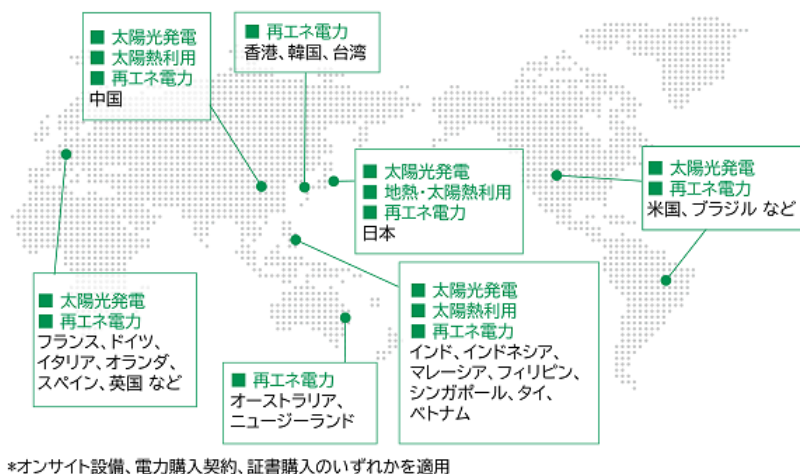 ■ 太陽光発電
■ 太陽熱利用
■ 再エネ電力
中国
■ 再エネ電力
香港、韓国、台湾
■ 太陽光発電
■ 地熱・太陽熱利用
■ 再エネ電力
日本
■ 太陽光発電
■ 再エネ電力
米国、ブラジル など
■ 太陽光発電
■ 再エネ電力
フランス、ドイツ、
イタリア、オランダ、
スペイン、英国 など
■ 再エネ電力
オーストラリア、
ニュージーランド
■ 太陽光発電
■ 太陽熱利用
■ 再エネ電力
インド、インドネシア、
マレーシア、フィリピン、
シンガポール、タイ、
ベトナム
*オンサイト設備、電力購入契約、証書購入のいずれかを適用